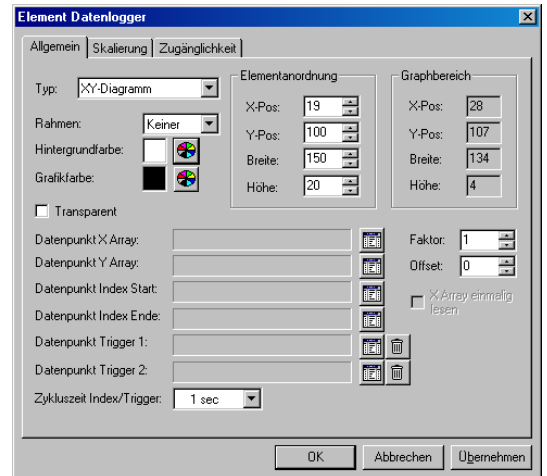 Element Datenlogger
Allgemein Skalierung Zugänglichkeit
Typ: XY-Diagramm
Rahmen: Keiner
Hintergrundfarbe:
Grafikfarbe:
Transparent
Elementanordnung
X-Pos: 19
Y-Pos: 100
Breite: 150
Höhe: 20
Graphbereich
X-Pos: 28
Y-Pos: 107
Breite: 134
Höhe: 4
Datenpunkt X Array:
Datenpunkt Y Array:
Datenpunkt Index Start:
Datenpunkt Index Ende:
Datenpunkt Trigger 1:
Datenpunkt Trigger 2:
Zykluszeit Index/Trigger: 1 sec
Faktor: 1
Offset: 0
X Array einmalig
lesen
OK Abbrechen Übernehmen